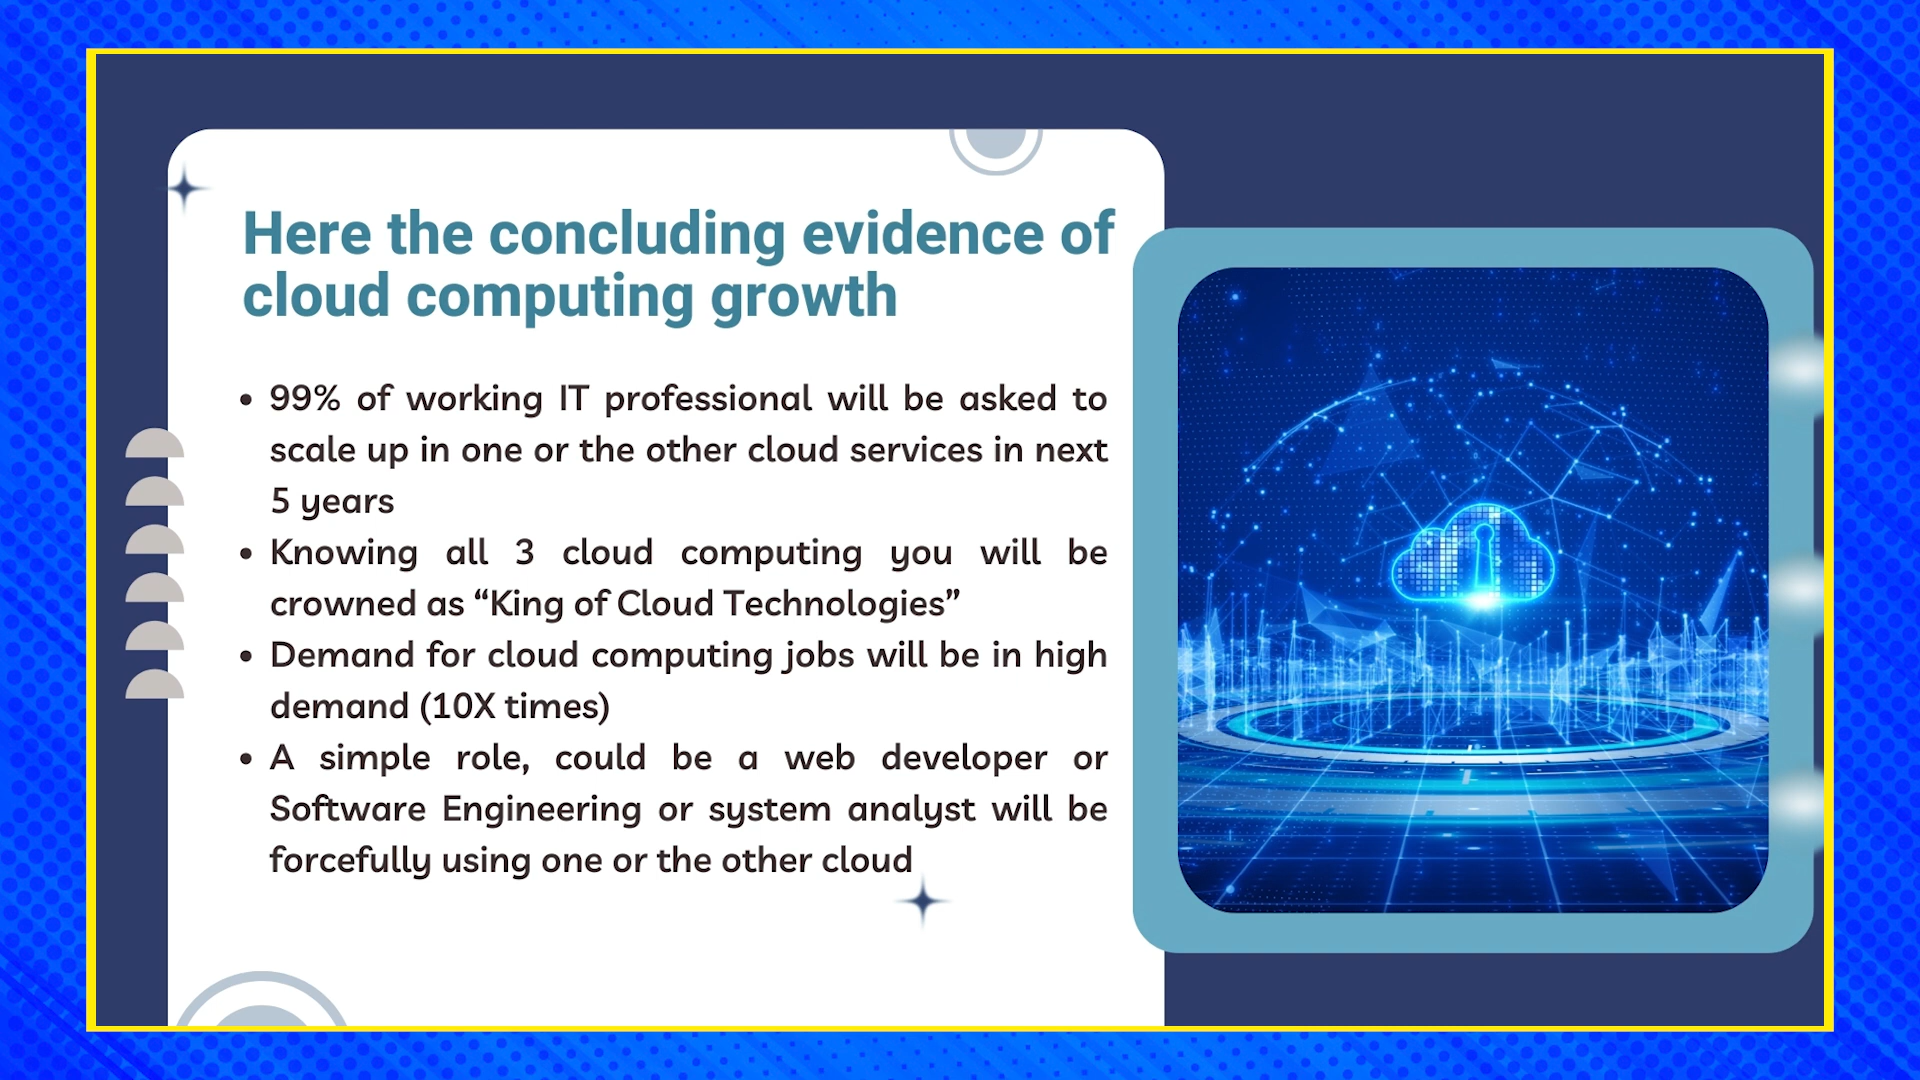 Here the concluding evidence of
cloud computing growth
• 99% of working IT professional will be asked to
scale up in one or the other cloud services in next
5 years
• Knowing all 3 cloud computing you will be
crowned as “King of Cloud Technologies”
• Demand for cloud computing jobs will be in high
demand (10X times)
• A simple role, could be a web developer or
Software Engineering or system analyst will be
forcefully using one or the other cloud